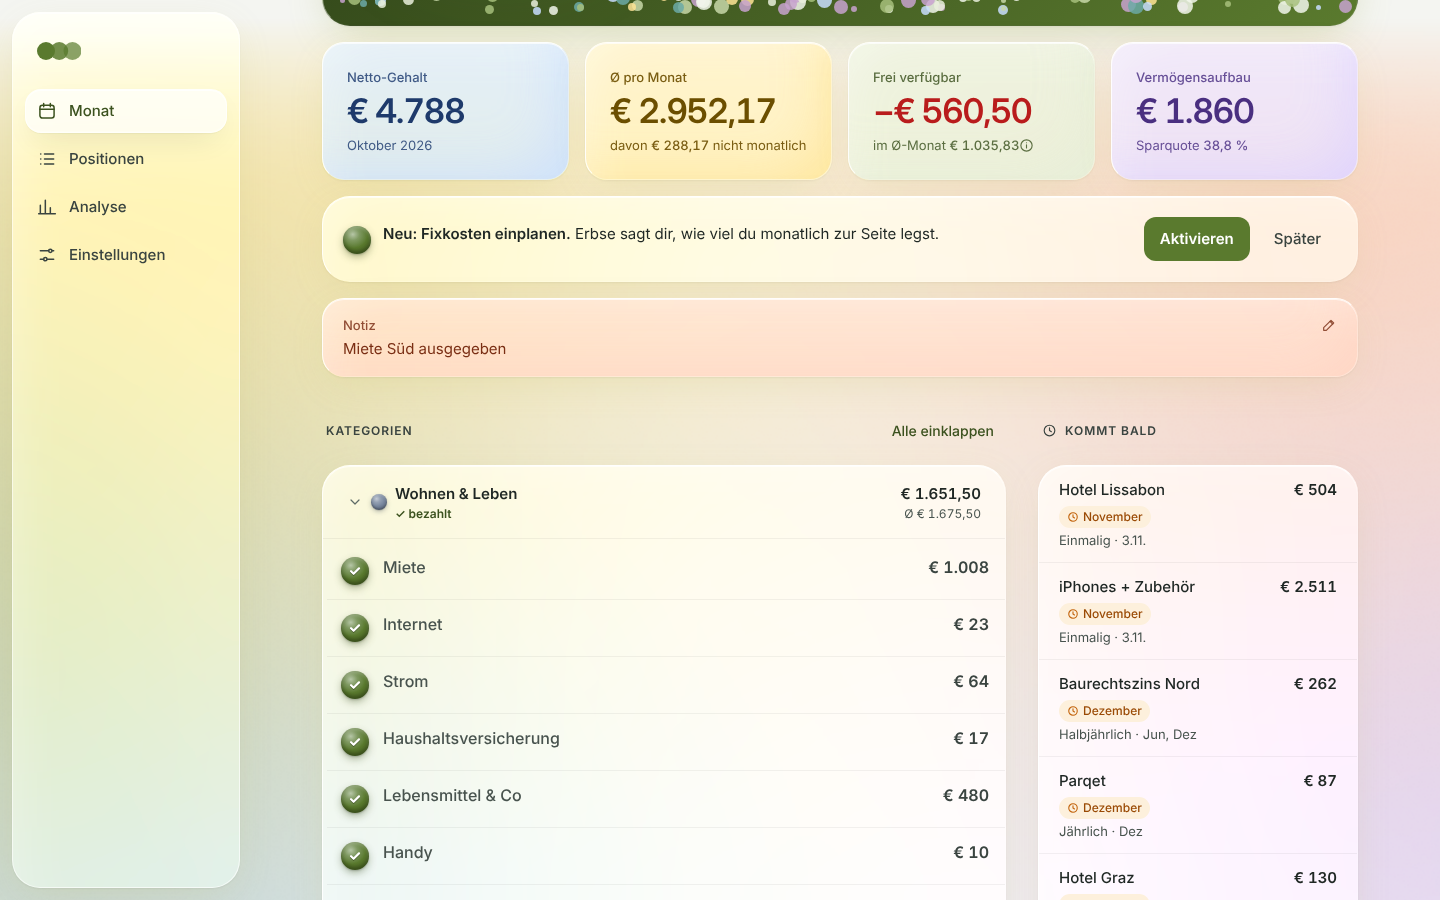 Monat
Positionen
Analyse
Einstellungen
Netto-Gehalt
€ 4.788
Oktober 2026
Ø pro Monat
€ 2.952,17
davon € 288,17 nicht monatlich
Frei verfügbar
−€ 560,50
im Ø-Monat € 1.035,83
Vermögensaufbau
€ 1.860
Sparquote 38,8 %
Neu: Fixkosten einplanen. Erbse sagt dir, wie viel du monatlich zur Seite legst.
Aktivieren
Später
Notiz
Miete Süd ausgegeben
KATEGORIEN
Alle einklappen
Wohnen & Leben
€ 1.651,50
bezahlt
Ø € 1.675,50
Miete
€ 1.008
Internet
€ 23
Strom
€ 64
Haushaltsversicherung
€ 17
Lebensmittel & Co
€ 480
Handy
€ 10
KOMMT BALD
Hotel Lissabon
€ 504
November
Einmalig · 3.11.
iPhones + Zubehör
€ 2.511
November
Einmalig · 3.11.
Baurechtszins Nord
€ 262
Dezember
Halbjährlich · Jun, Dez
Parqet
€ 87
Dezember
Jährlich · Dez
Hotel Graz
€ 130